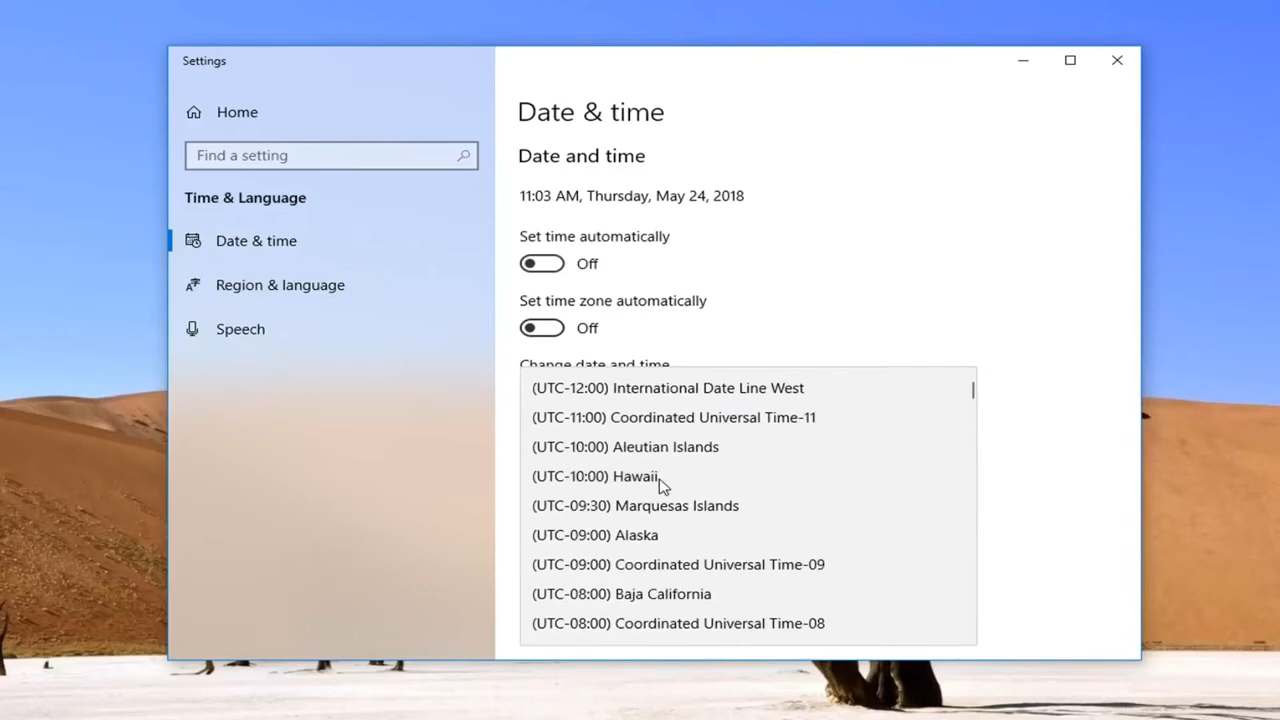 Settings
Home
Find a setting
Time & Language
Date & time
Region & language
Speech
Date & time
Date and time
11:03 AM, Thursday, May 24, 2018
Set time automatically
Off
Set time zone automatically
Off
Change date and time
(UTC-12:00) International Date Line West
(UTC-11:00) Coordinated Universal Time-11
(UTC-10:00) Aleutian Islands
(UTC-10:00) Hawaii
(UTC-09:30) Marquesas Islands
(UTC-09:00) Alaska
(UTC-09:00) Coordinated Universal Time-09
(UTC-08:00) Baja California
(UTC-08:00) Coordinated Universal Time-08